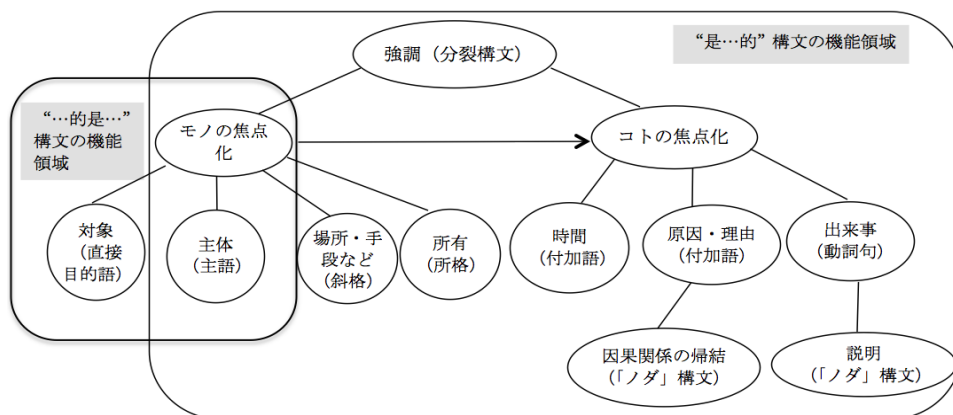 強調（分裂構文）
“是…的”構文の機能領域
“…的是…”
構文の機能
領域
モノの焦点
化
コトの焦点化
対象
（直接
目的語）
主体
（主語）
場所・手
段など
（斜格）
所有
（所格）
時間
（付加語）
原因・理由
（付加語）
出来事
（動詞句）
因果関係の帰結
（「ノダ」構文）
説明
（「ノダ」構文）